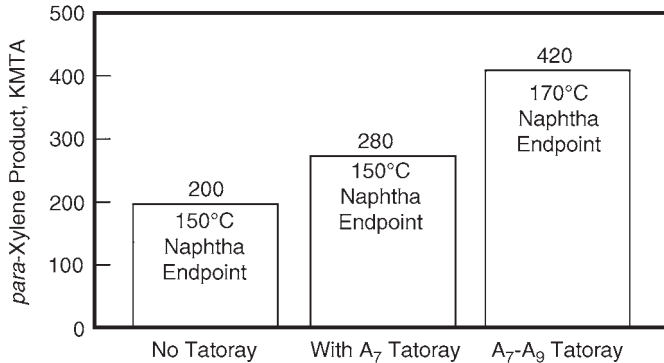 500
420
400
170°C
Naphtha
Endpoint
300
280
150°C
Naphtha
Endpoint
200
200
150°C
Naphtha
Endpoint
100
0
para-Xylene Product, KMTA
No Tatoray
With A7 Tatoray
A7-A9 Tatoray